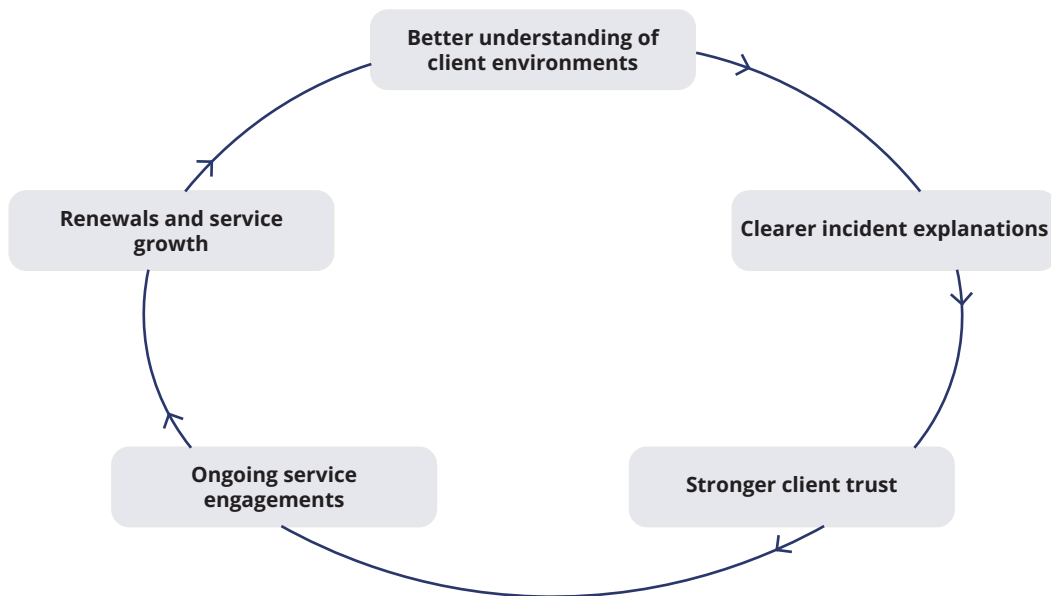 Better understanding of
client environments
Clearer incident explanations
Stronger client trust
Ongoing service
engagements
Renewals and service
growth